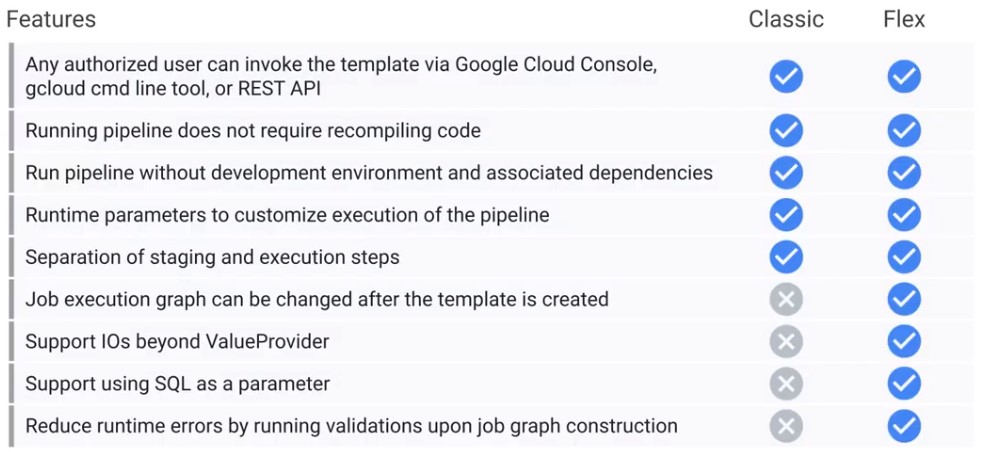 Features Classic Flex
Any authorized user can invoke the template via Google Cloud Console,
gcloud cmd line tool, or REST API
Running pipeline does not require recompiling code
Run pipeline without development environment and associated dependencies
Runtime parameters to customize execution of the pipeline
Separation of staging and execution steps
Job execution graph can be changed after the template is created
Support IOs beyond ValueProvider
Support using SQL as a parameter
Reduce runtime errors by running validations upon job graph construction